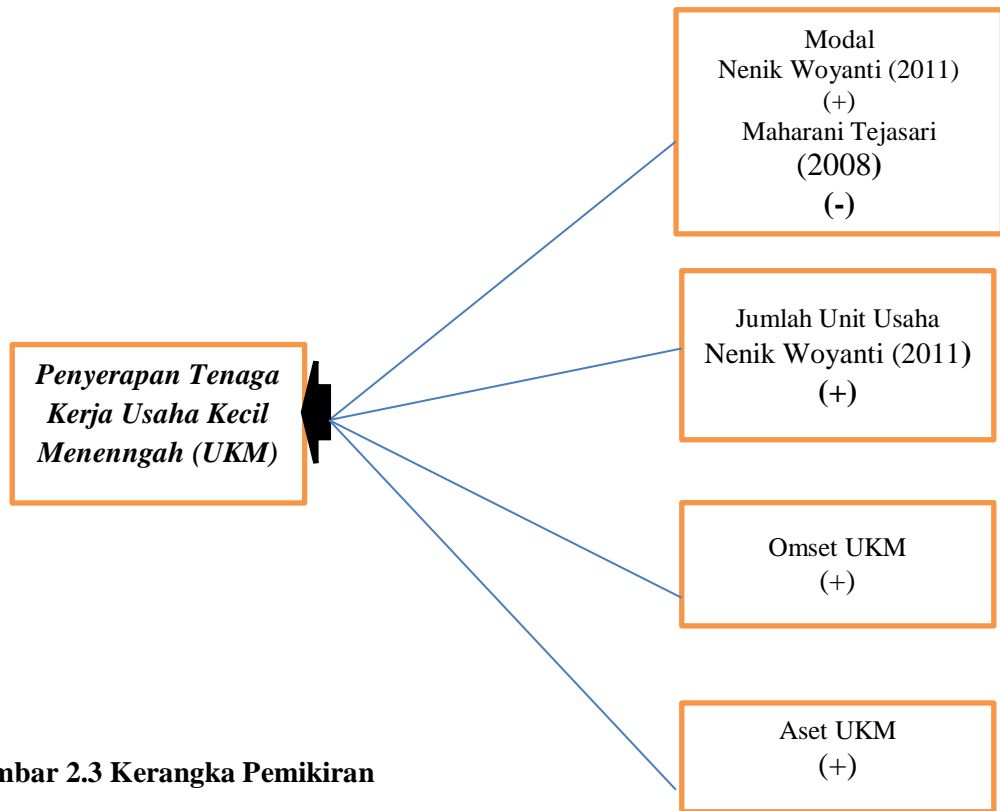 Modal
Nenik Woyanti (2011)
(+)
Maharani Tejasari
(2008)
(-)
Jumlah Unit Usaha
Nenik Woyanti (2011)
(+)
Penyerapan Tenaga
Kerja Usaha Kecil
Menenngah (UKM)
Omset UKM
(+)
Aset UKM
(+)
mbar 2.3 Kerangka Pemikiran